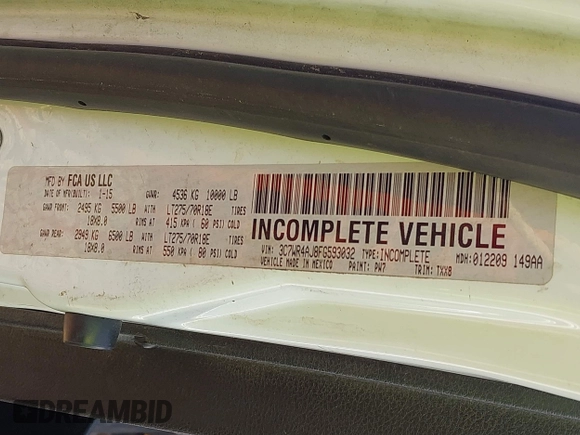 MFD BY FCA US LLC
DATE OF MFR(BUILT): 1-15 GVWR: 4536 KG 10000 LB
GAWR FRONT: 2495 KG 5500 LB WITH LT275/70R18E TIRES
18X8.0 RIMS AT 415 KPA ( 60 PSI) COLD
GAWR REAR: 2949 KG 6500 LB WITH LT275/70R18E TIRES
18X8.0 RIMS AT 550 KPA ( 80 PSI) COLD
INCOMPLETE VEHICLE
VIN: 3C7WR4AJ8FG593032 TYPE: INCOMPLETE MDH: 012209 149AA
VEHICLE MADE IN MEXICO PAINT: PW7 TRIM: TXX8
DREAMBID